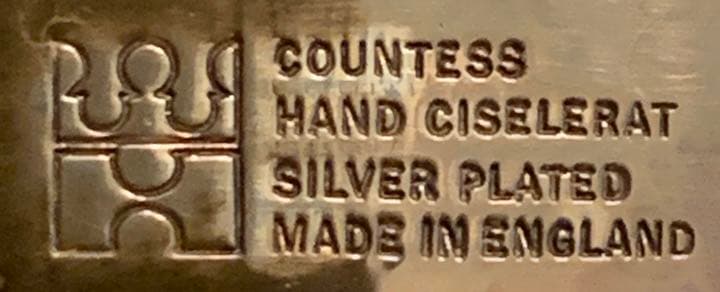 COUNTESS
HAND CISELERAT
SILVER PLATED
MADE IN ENGLAND